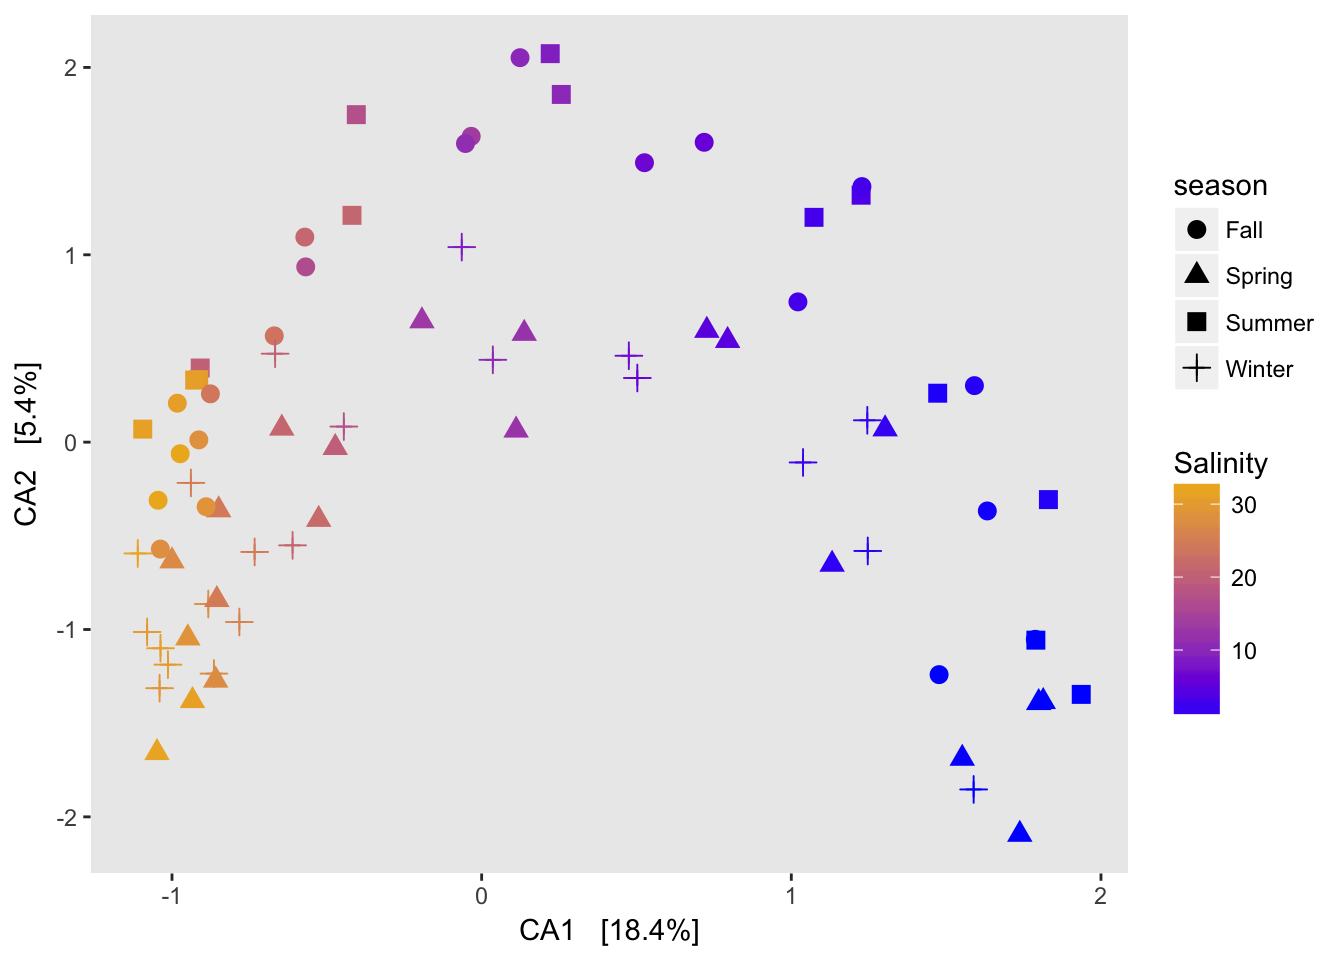 2
1
0
-1
-2
CA2 [5.4%]
-1
0
1
2
CA1 [18.4%]
season
Fall
Spring
Summer
Winter
Salinity
30
20
10